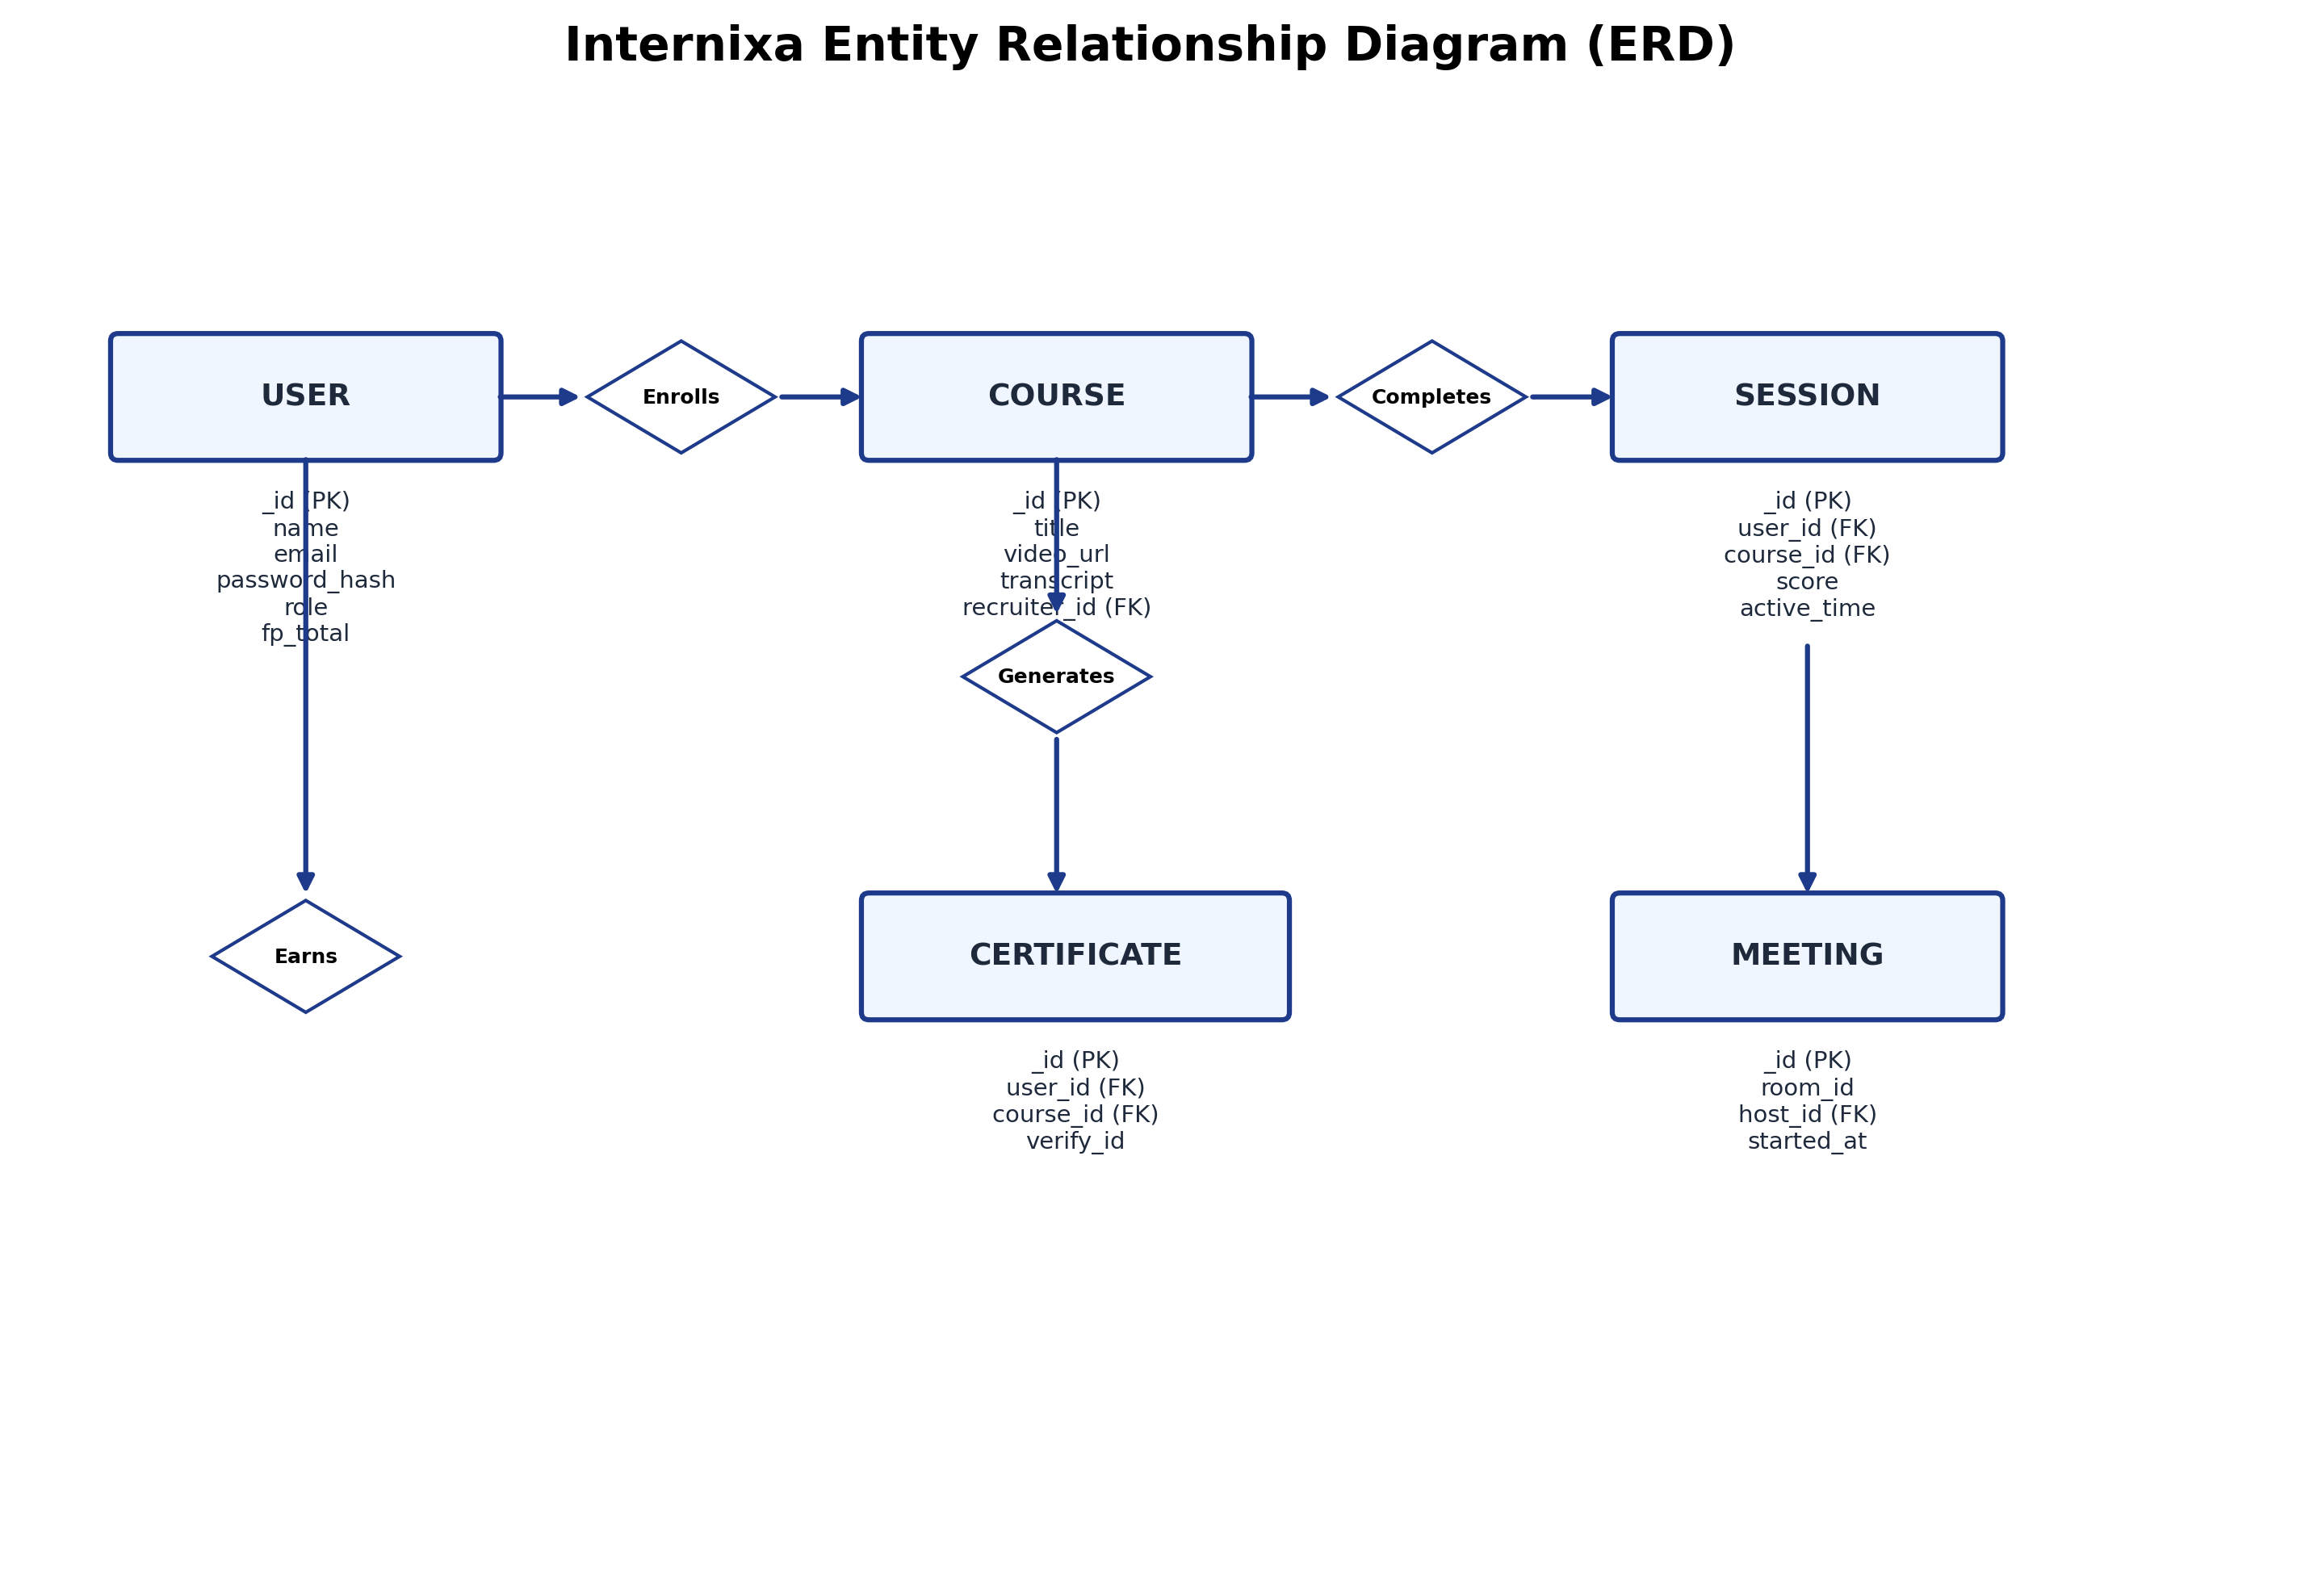 Internixa Entity Relationship Diagram (ERD)
USER
Enrolls
COURSE
Completes
SESSION
_id (PK)
name
email
password_hash
role
fp_total
_id (PK)
title
video_url
transcript
recruiter_id (FK)
_id (PK)
user_id (FK)
course_id (FK)
score
active_time
Generates
Earns
CERTIFICATE
MEETING
_id (PK)
user_id (FK)
course_id (FK)
verify_id
_id (PK)
room_id
host_id (FK)
started_at